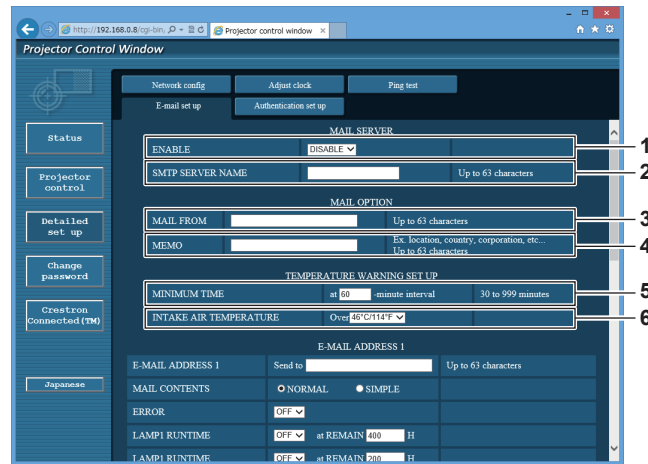 http://192.168.0.8/cgi-bin, Projector control window ×
Projector Control Window
Network config Adjust clock Ping test
E-mail set up Authentication set up
Status
Projector control
Detailed set up
Change password
Crestron Connected(TM)
Japanese
MAIL SERVER
ENABLE DISABLE 1
SMTP SERVER NAME Up to 63 characters 2
MAIL OPTION
MAIL FROM Up to 63 characters 3
MEMO Ex. location, country, corporation, etc... 4
Up to 63 characters
TEMPERATURE WARNING SET UP
MINIMUM TIME at 60 -minute interval 30 to 999 minutes 5
INTAKE AIR TEMPERATURE Over 46°C/114°F 6
E-MAIL ADDRESS 1
E-MAIL ADDRESS 1 Send to Up to 63 characters
MAIL CONTENTS NORMAL SIMPLE
ERROR OFF
LAMP1 RUNTIME OFF at REMAIN 400 H
LAMP1 RUNTIME OFF at REMAIN 200 H